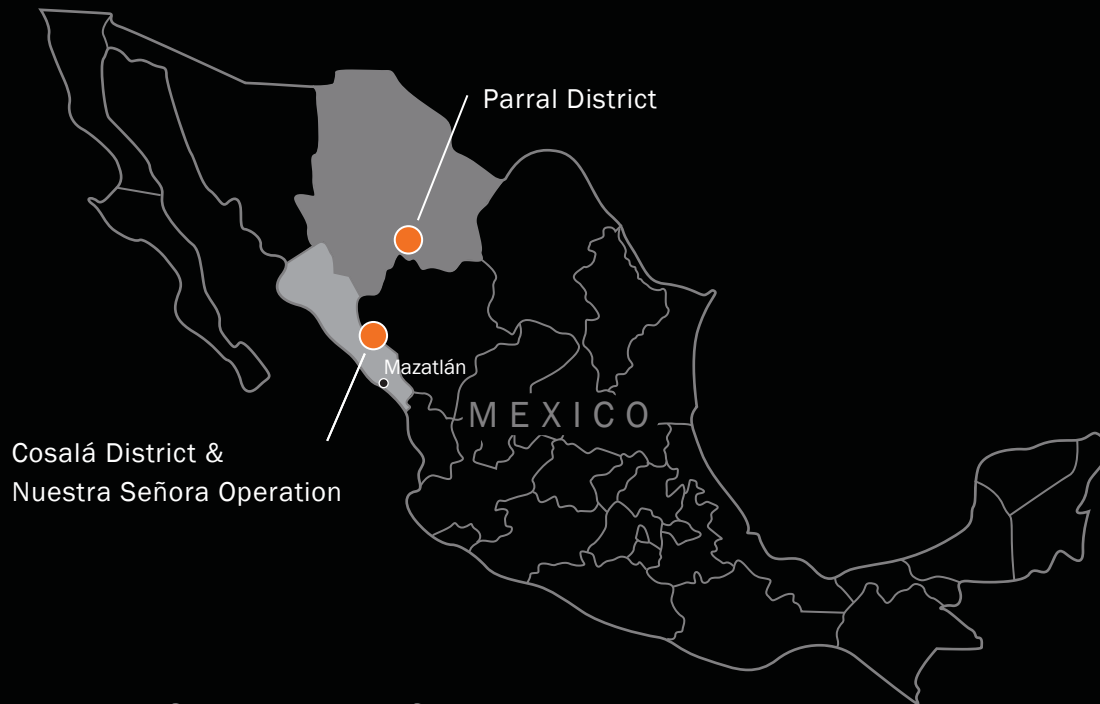 Parral District
Mazatlán
MEXICO
Cosalá District &
Nuestra Señora Operation